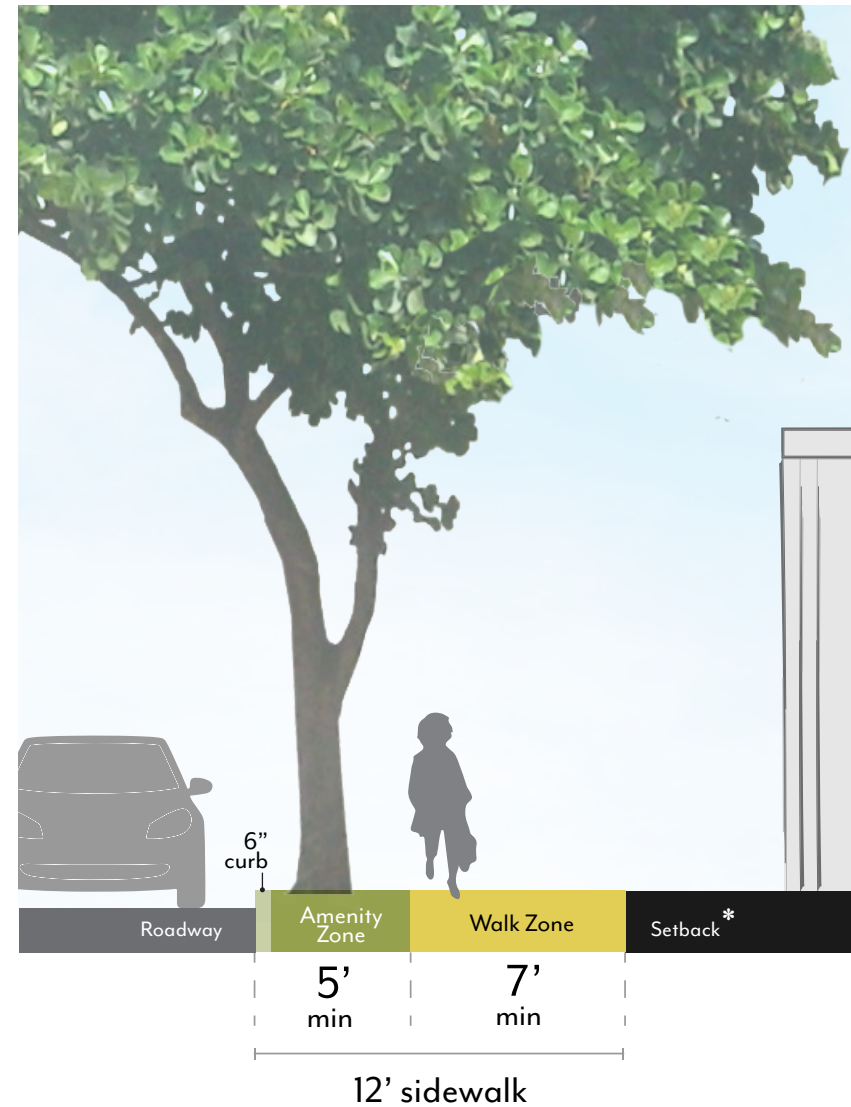 6”
curb
Roadway
Amenity
Zone
Walk Zone
Setback*
5’
min
7’
min
12’ sidewalk